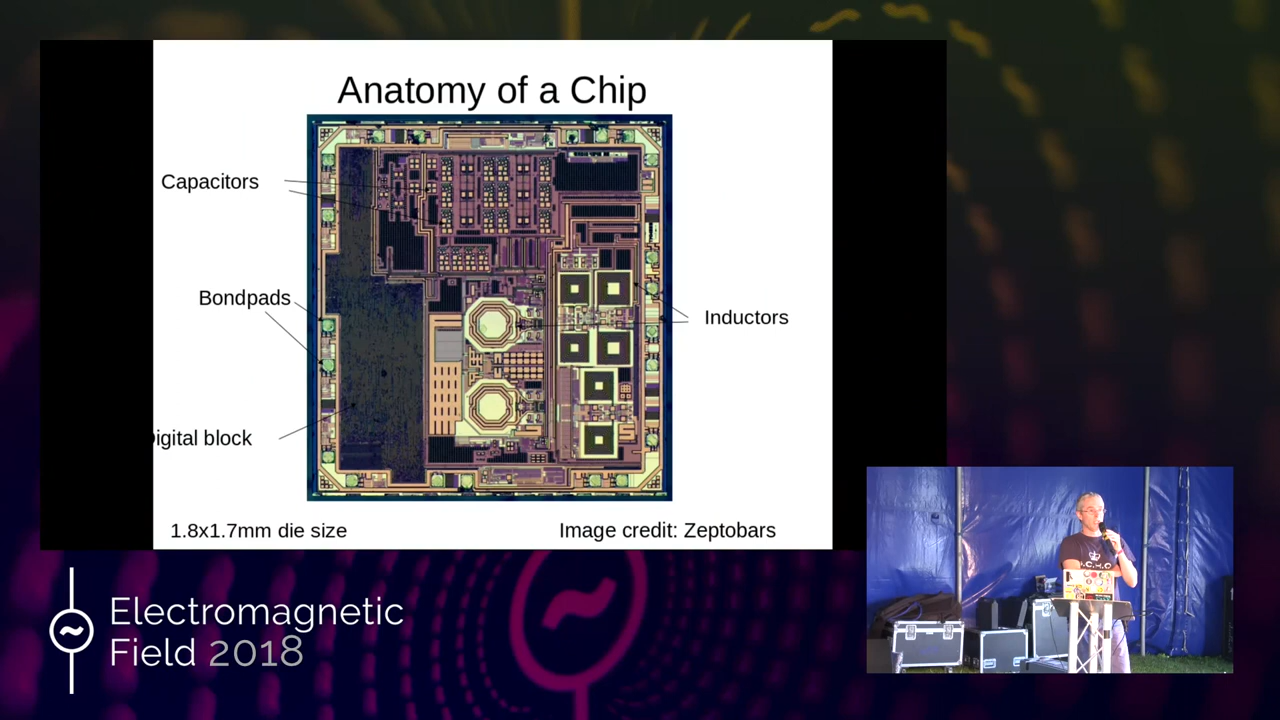 Anatomy of a Chip
Capacitors
Bondpads
Inductors
igital block
1.8x1.7mm die size
Image credit: Zeptobars
Electromagnetic
Field 2018